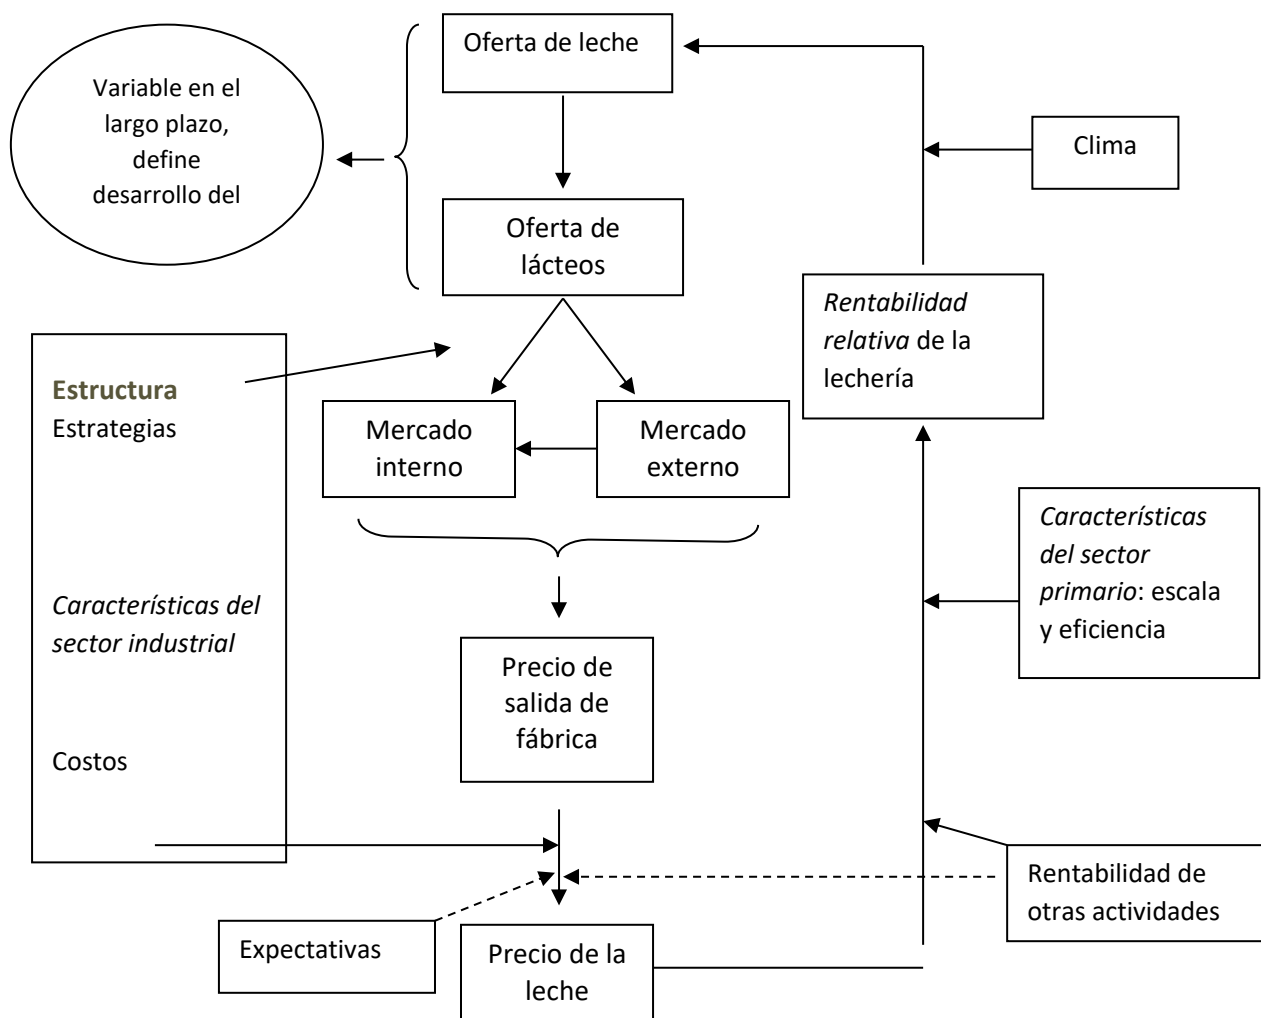 Oferta de leche
Variable en el
largo plazo,
define
desarrollo del
Clima
Oferta de
lácteos
Rentabilidad
relativa de la
lechería
Estructura
Estrategias
Mercado
interno
Mercado
externo
Características
del sector
primario: escala
y eficiencia
Características del
sector industrial
Precio de
salida de
fábrica
Costos
Rentabilidad de
otras actividades
Expectativas
Precio de la
leche